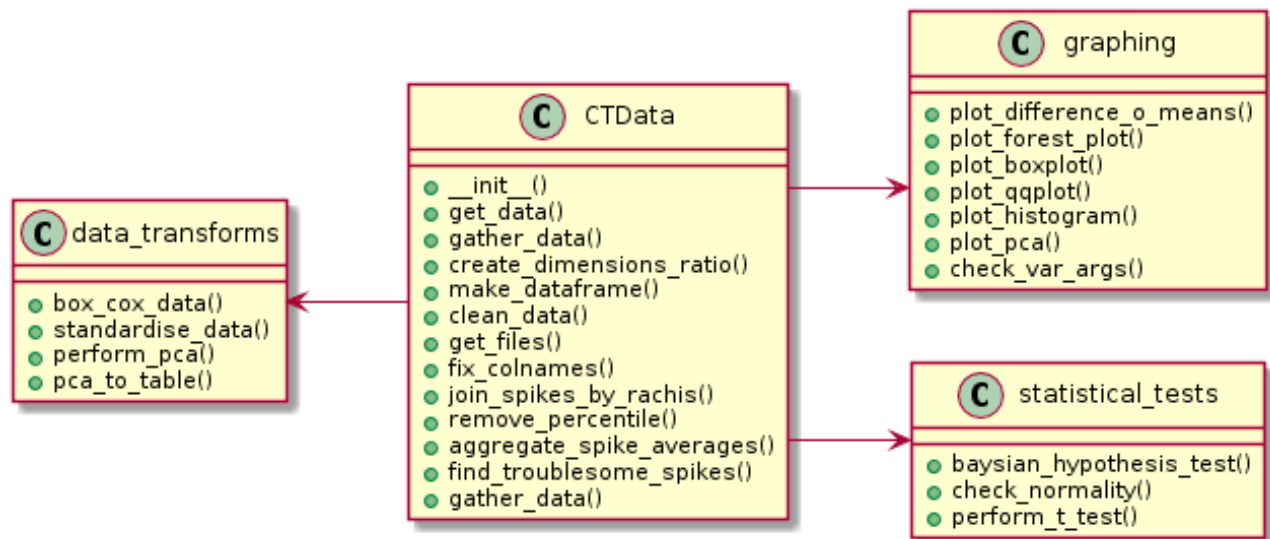 C data_transforms
box_cox_data()
standardise_data()
perform_pca()
pca_to_table()
C CTData
__init__()
get_data()
gather_data()
create_dimensions_ratio()
make_dataframe()
clean_data()
get_files()
fix_colnames()
join_spikes_by_rachis()
remove_percentile()
aggregate_spike_averages()
find_troublesome_spikes()
gather_data()
C graphing
plot_difference_o_means()
plot_forest_plot()
plot_boxplot()
plot_qqplot()
plot_histogram()
plot_pca()
check_var_args()
C statistical_tests
baysian_hypothesis_test()
check_normality()
perform_t_test()